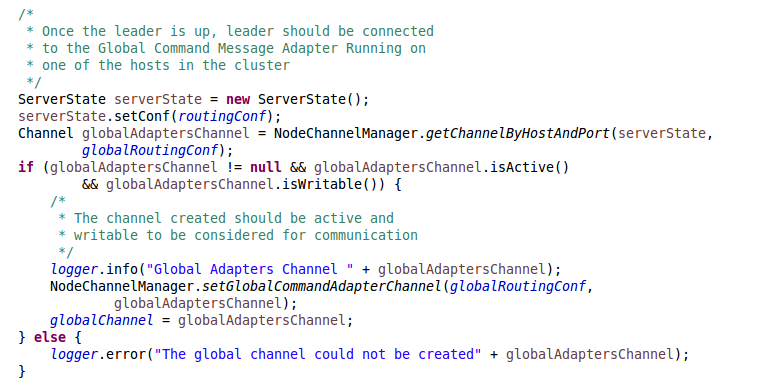 /*
 * Once the leader is up, leader should be connected
 * to the Global Command Message Adapter Running on
 * one of the hosts in the cluster
 */
ServerState serverState = new ServerState();
serverState.setConf(routingConf);
Channel globalAdaptersChannel = NodeChannelManager.getChannelByHostAndPort(serverState,
        globalRoutingConf);
if (globalAdaptersChannel != null && globalAdaptersChannel.isActive()
        && globalAdaptersChannel.isWritable()) {
    /*
     * The channel created should be active and
     * writable to be considered for communication
     */
    logger.info("Global Adapters Channel " + globalAdaptersChannel);
    NodeChannelManager.setGlobalCommandAdapterChannel(globalRoutingConf,
            globalAdaptersChannel);
    globalChannel = globalAdaptersChannel;
} else {
    logger.error("The global channel could not be created" + globalAdaptersChannel);
}